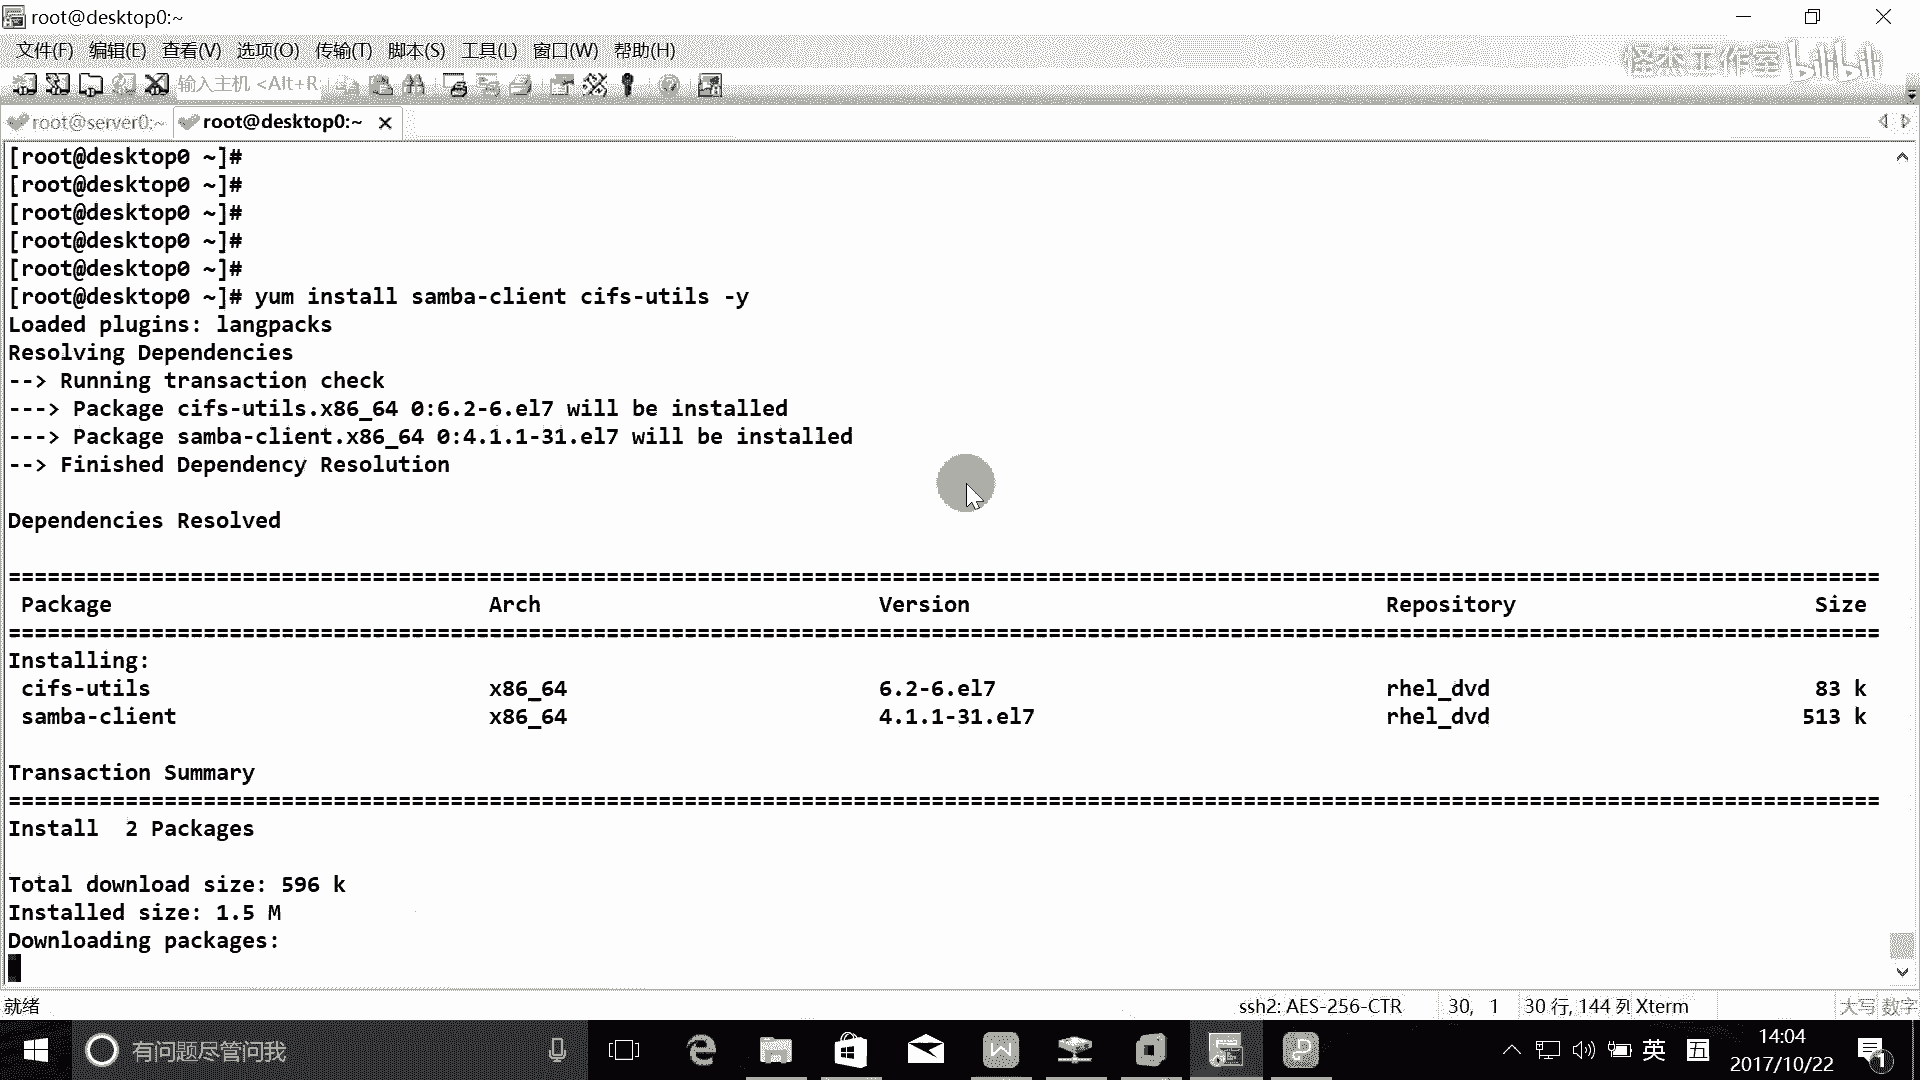 root@desktop0:~
文件(F) 编辑(E) 查看(V) 选项(O) 传输(T) 脚本(S) 工具(L) 窗口(W) 帮助(H)
怪杰工作室 bilibili
输入主机 <Alt+R
root@server0:~ root@desktop0:~
[root@desktop0 ~]#
[root@desktop0 ~]#
[root@desktop0 ~]#
[root@desktop0 ~]#
[root@desktop0 ~]#
[root@desktop0 ~]# yum install samba-client cifs-utils -y
Loaded plugins: langpacks
Resolving Dependencies
--> Running transaction check
---> Package cifs-utils.x86_64 0:6.2-6.el7 will be installed
---> Package samba-client.x86_64 0:4.1.1-31.el7 will be installed
--> Finished Dependency Resolution
Dependencies Resolved
================================================================================
Package Arch Version Repository Size
================================================================================
Installing:
cifs-utils x86_64 6.2-6.el7 rhel_dvd 83 k
samba-client x86_64 4.1.1-31.el7 rhel_dvd 513 k
Transaction Summary
================================================================================
Install  2 Packages
Total download size: 596 k
Installed size: 1.5 M
Downloading packages:
就绪 ssh2: AES-256-CTR 30, 1 30 行, 144 列 Xterm 大写 数字
有问题尽管问我 英 五 14:04
2017/10/22 1